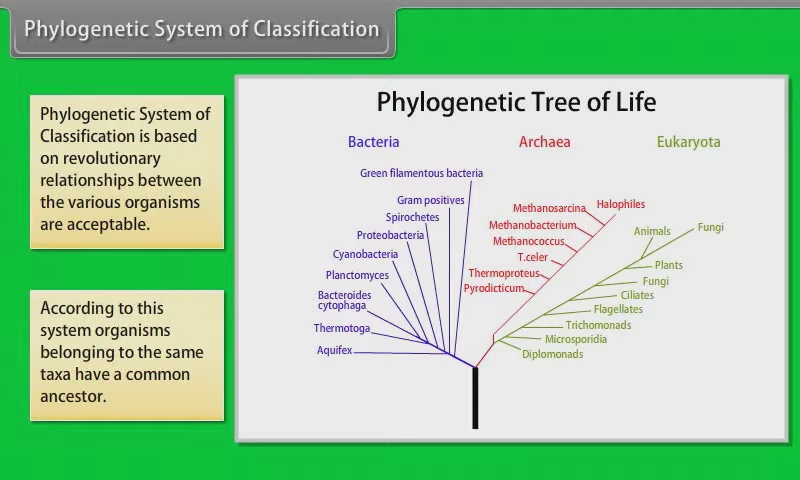 Phylogenetic System of Classification
Phylogenetic System of
Classification is based
on revolutionary
relationships between
the various organisms
are acceptable.
According to this
system organisms
belonging to the same
taxa have a common
ancestor.
Phylogenetic Tree of Life
Bacteria
Archaea
Eukaryota
Green filamentous bacteria
Gram positives
Spirochetes
Proteobacteria
Cyanobacteria
Planctomyces
Bacteroides
cytophaga
Thermotoga
Aquifex
Halophiles
Methanosarcina
Methanobacterium
Methanococcus
T.celer
Thermoproteus
Pyrodicticum
Animals
Fungi
Plants
Fungi
Ciliates
Flagellates
Trichomonads
Microsporidia
Diplomonads